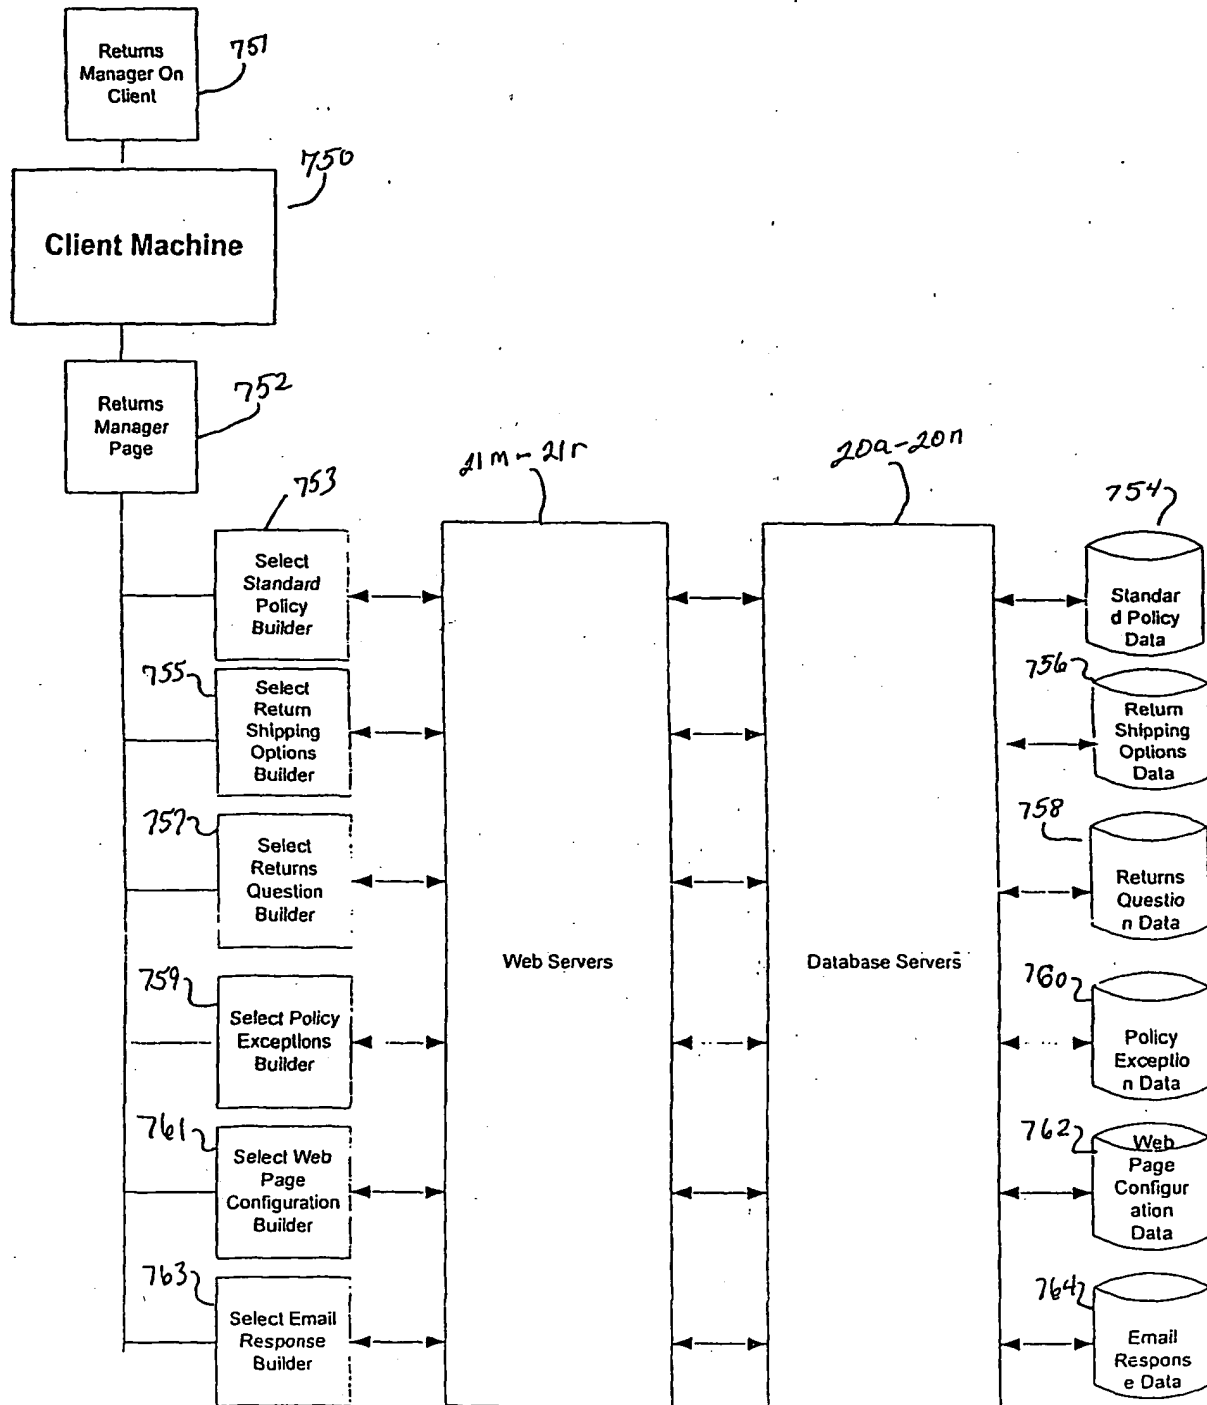 Returns
Manager On
Client
751
750
Client Machine
Returns
Manager
Page
752
21m-21r
20a-20n
753
754
Select
Standard
Policy
Builder
Standar
d Policy
Data
755
Select
Return
Shipping
Options
Builder
756
Return
Shipping
Options
Data
757
Select
Returns
Question
Builder
758
Returns
Questio
n Data
Web Servers
Database Servers
759
Select Policy
Exceptions
Builder
760
Policy
Exceptio
n Data
761
Select Web
Page
Configuration
Builder
762
Web
Page
Configur
ation
Data
763
Select Email
Response
Builder
764
Email
Respons
e Data